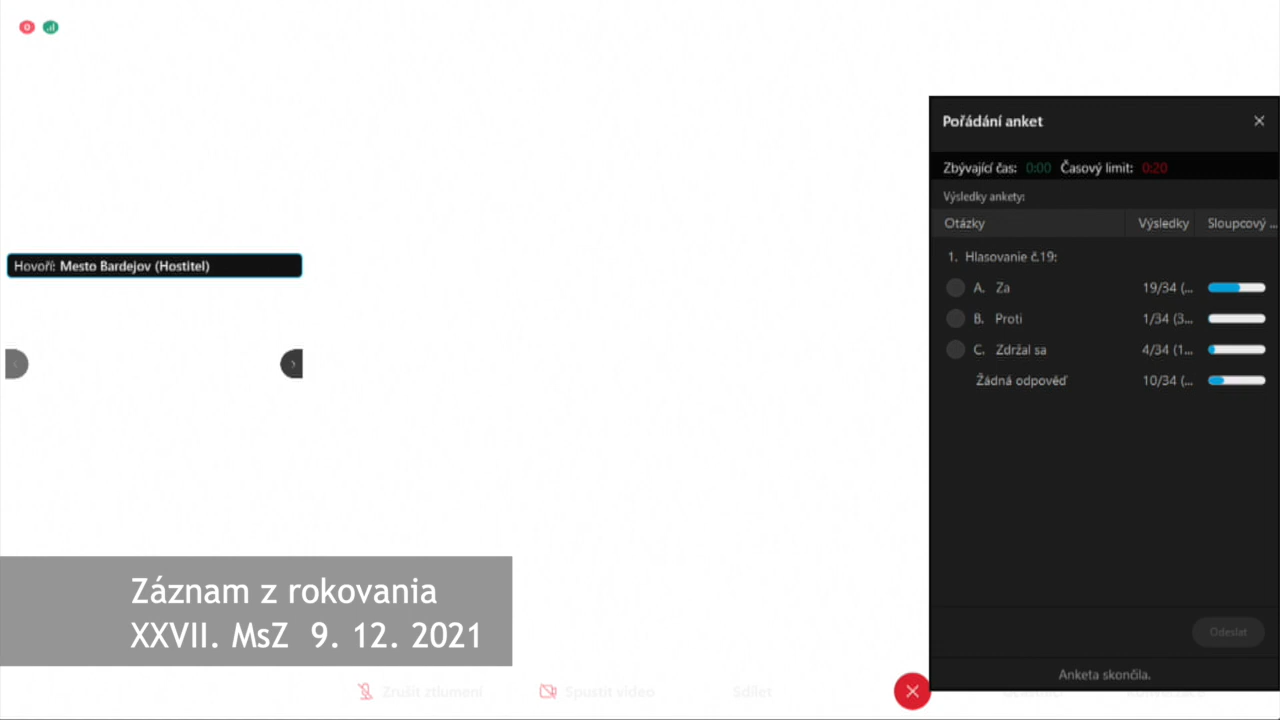 Pořádání anket
Zbývající čas: 0:00 Časový limit: 0:20
Výsledky ankety:
Otázky Výsledky Sloupcový ...
1. Hlasovanie č.19:
A. Za 19/34 (...
B. Proti 1/34 (3...
C. Zdržal sa 4/34 (1...
Žádná odpověď 10/34 (...
Odeslat
Anketa skončila.
Hovoří: Mesto Bardejov (Hostitel)
Záznam z rokovania
XXVII. MsZ 9. 12. 2021
Zrušit ztlumení Spustit video Sdílet